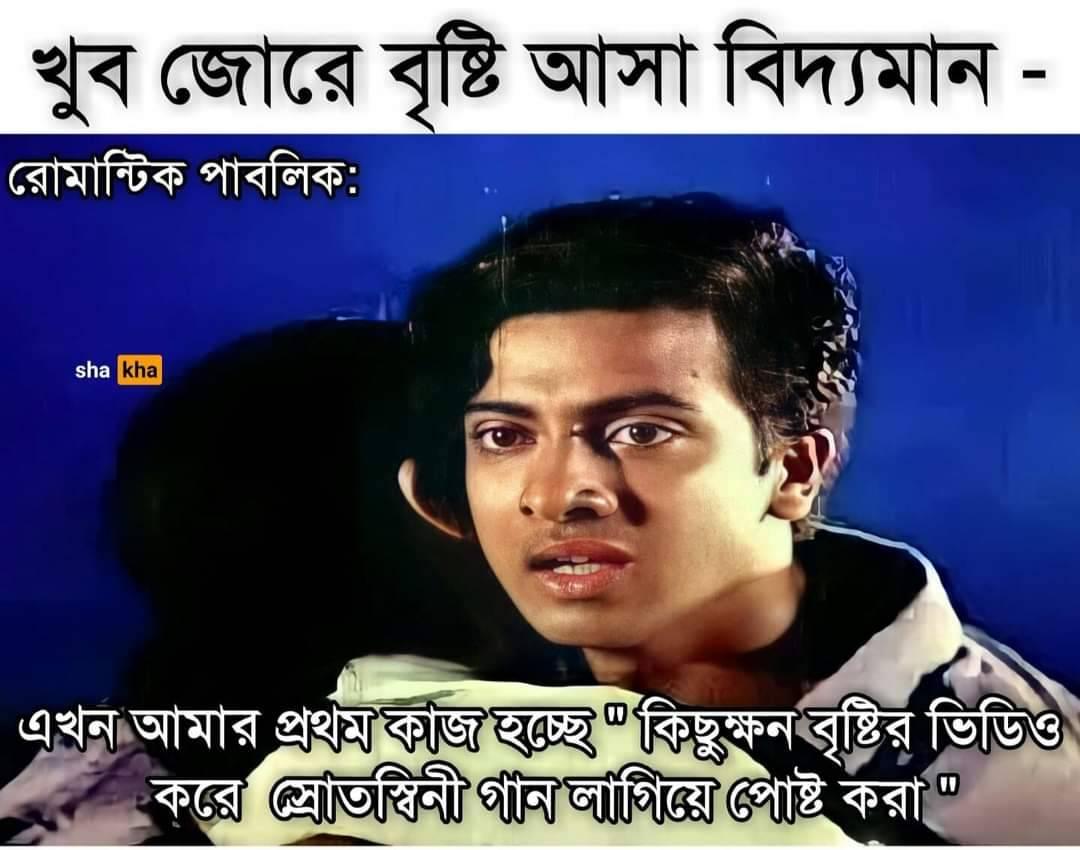 খুব জোরে বৃষ্টি আসা বিদ্যমান -
রোমান্টিক পাবলিক:
sha kha
এখন আমার প্রথম কাজ হচ্ছে " কিছুক্ষন বৃষ্টির ভিডিও
করে স্রোতস্বিনী গান লাগিয়ে পোষ্ট করা "